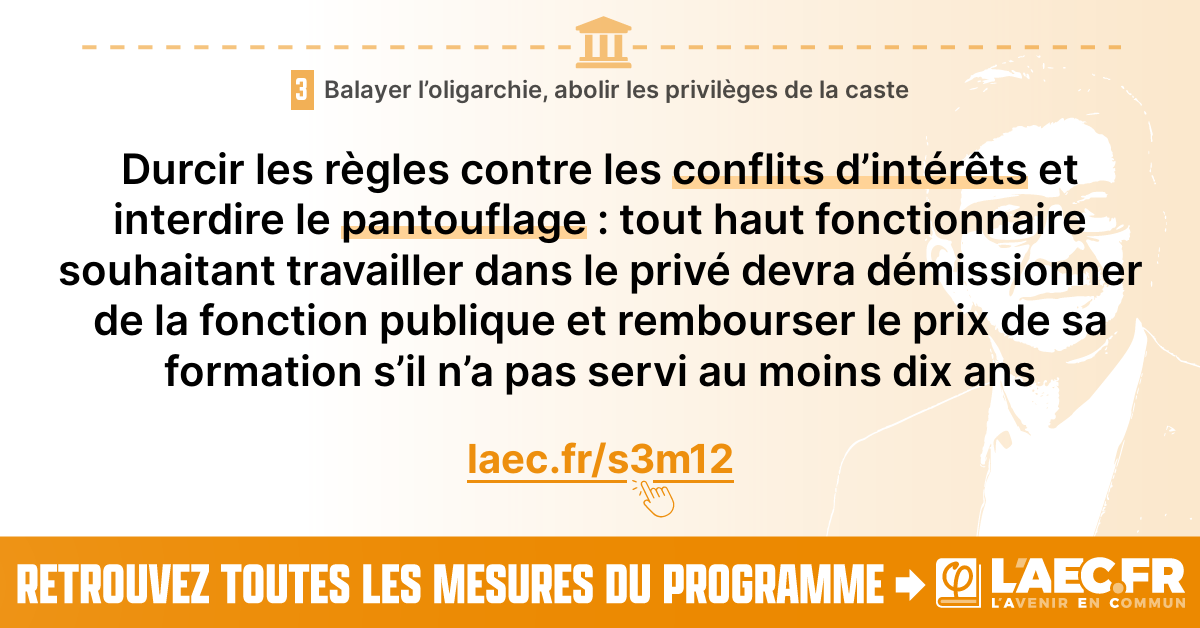 3 Balayer l’oligarchie, abolir les privilèges de la caste
Durcir les règles contre les conflits d’intérêts et
interdire le pantouflage : tout haut fonctionnaire
souhaitant travailler dans le privé devra démissionner
de la fonction publique et rembourser le prix de sa
formation s’il n’a pas servi au moins dix ans
laec.fr/s3m12
RETROUVEZ TOUTES LES MESURES DU PROGRAMME
φ L’AEC.FR
L’AVENIR EN COMMUN